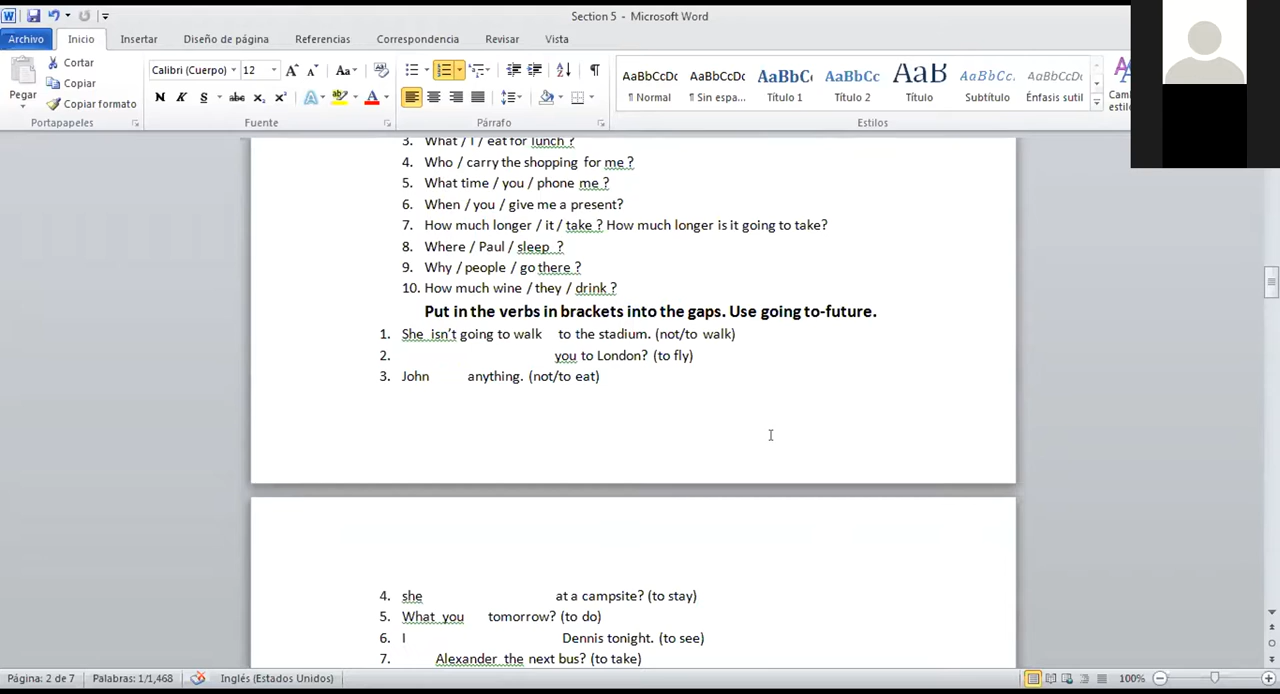 Section 5 - Microsoft Word
Archivo Inicio Insertar Diseño de página Referencias Correspondencia Revisar Vista
Pegar
Cortar
Copiar
Copiar formato
Portapapeles
Calibri (Cuerpo) 12
N K S abc x₂ x²
Fuente
Párrafo
AaBbCcDc AaBbCcDc AaBbC AaBbCc AaB AaBbCc. AaBbCcDc
¶ Normal ¶ Sin espa... Título 1 Título 2 Título Subtítulo Énfasis sutil
Estilos
3. What / I / eat for lunch ?
4. Who / carry the shopping for me ?
5. What time / you / phone me ?
6. When / you / give me a present?
7. How much longer / it / take ? How much longer is it going to take?
8. Where / Paul / sleep ?
9. Why / people / go there ?
10. How much wine / they / drink ?
Put in the verbs in brackets into the gaps. Use going to-future.
1. She isn't going to walk to the stadium. (not/to walk)
2. you to London? (to fly)
3. John anything. (not/to eat)
4. she at a campsite? (to stay)
5. What you tomorrow? (to do)
6. I Dennis tonight. (to see)
7. Alexander the next bus? (to take)
Página: 2 de 7 Palabras: 1/1,468 Inglés (Estados Unidos) 100%